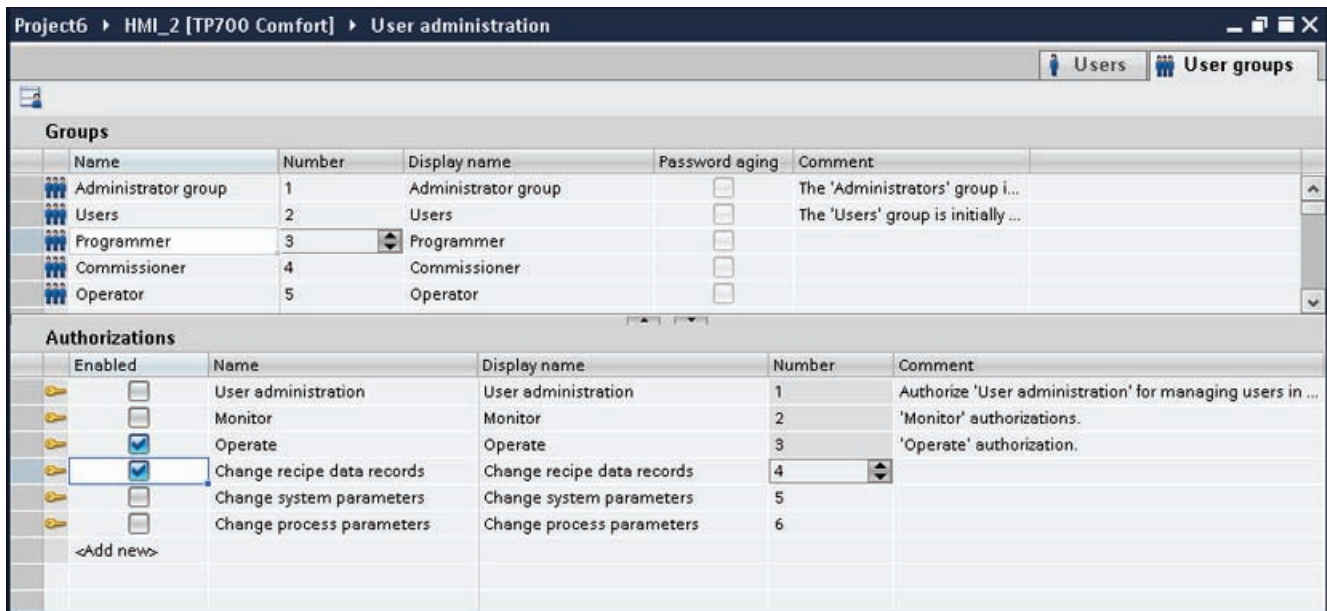 Project6 ▸ HMI_2 [TP700 Comfort] ▸ User administration
Users User groups
Groups
Name Number Display name Password aging Comment
Administrator group 1 Administrator group The 'Administrators' group i...
Users 2 Users The 'Users' group is initially ...
Programmer 3 Programmer
Commissioner 4 Commissioner
Operator 5 Operator
Authorizations
Enabled Name Display name Number Comment
User administration User administration 1 Authorize 'User administration' for managing users in ...
Monitor Monitor 2 'Monitor' authorizations.
Operate Operate 3 'Operate' authorization.
Change recipe data records Change recipe data records 4
Change system parameters Change system parameters 5
Change process parameters Change process parameters 6
<Add new>